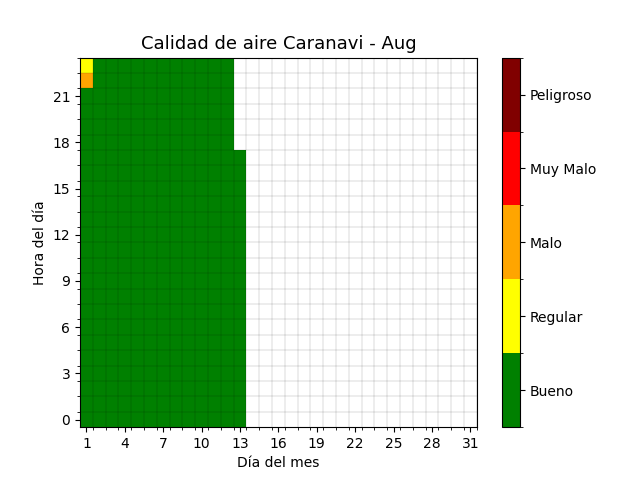 Calidad de aire Caranavi - Aug
Hora del día
21
18
15
12
9
6
3
0
1 4 7 10 13 16 19 22 25 28 31
Día del mes
Peligroso
Muy Malo
Malo
Regular
Bueno